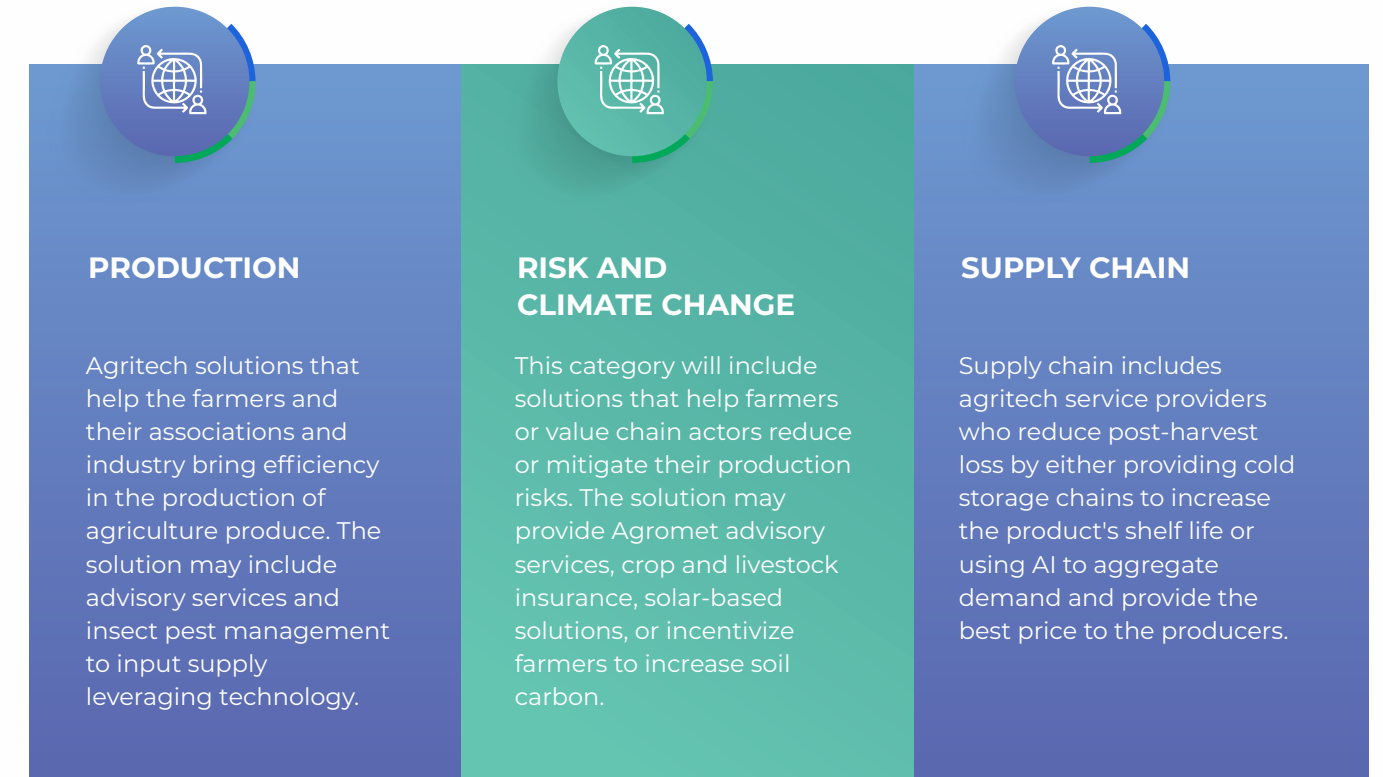 PRODUCTION
Agritech solutions that
help the farmers and
their associations and
industry bring efficiency
in the production of
agriculture produce. The
solution may include
advisory services and
insect pest management
to input supply
leveraging technology.
RISK AND
CLIMATE CHANGE
This category will include
solutions that help farmers
or value chain actors reduce
or mitigate their production
risks. The solution may
provide Agromet advisory
services, crop and livestock
insurance, solar-based
solutions, or incentivize
farmers to increase soil
carbon.
SUPPLY CHAIN
Supply chain includes
agritech service providers
who reduce post-harvest
loss by either providing cold
storage chains to increase
the product's shelf life or
using AI to aggregate
demand and provide the
best price to the producers.